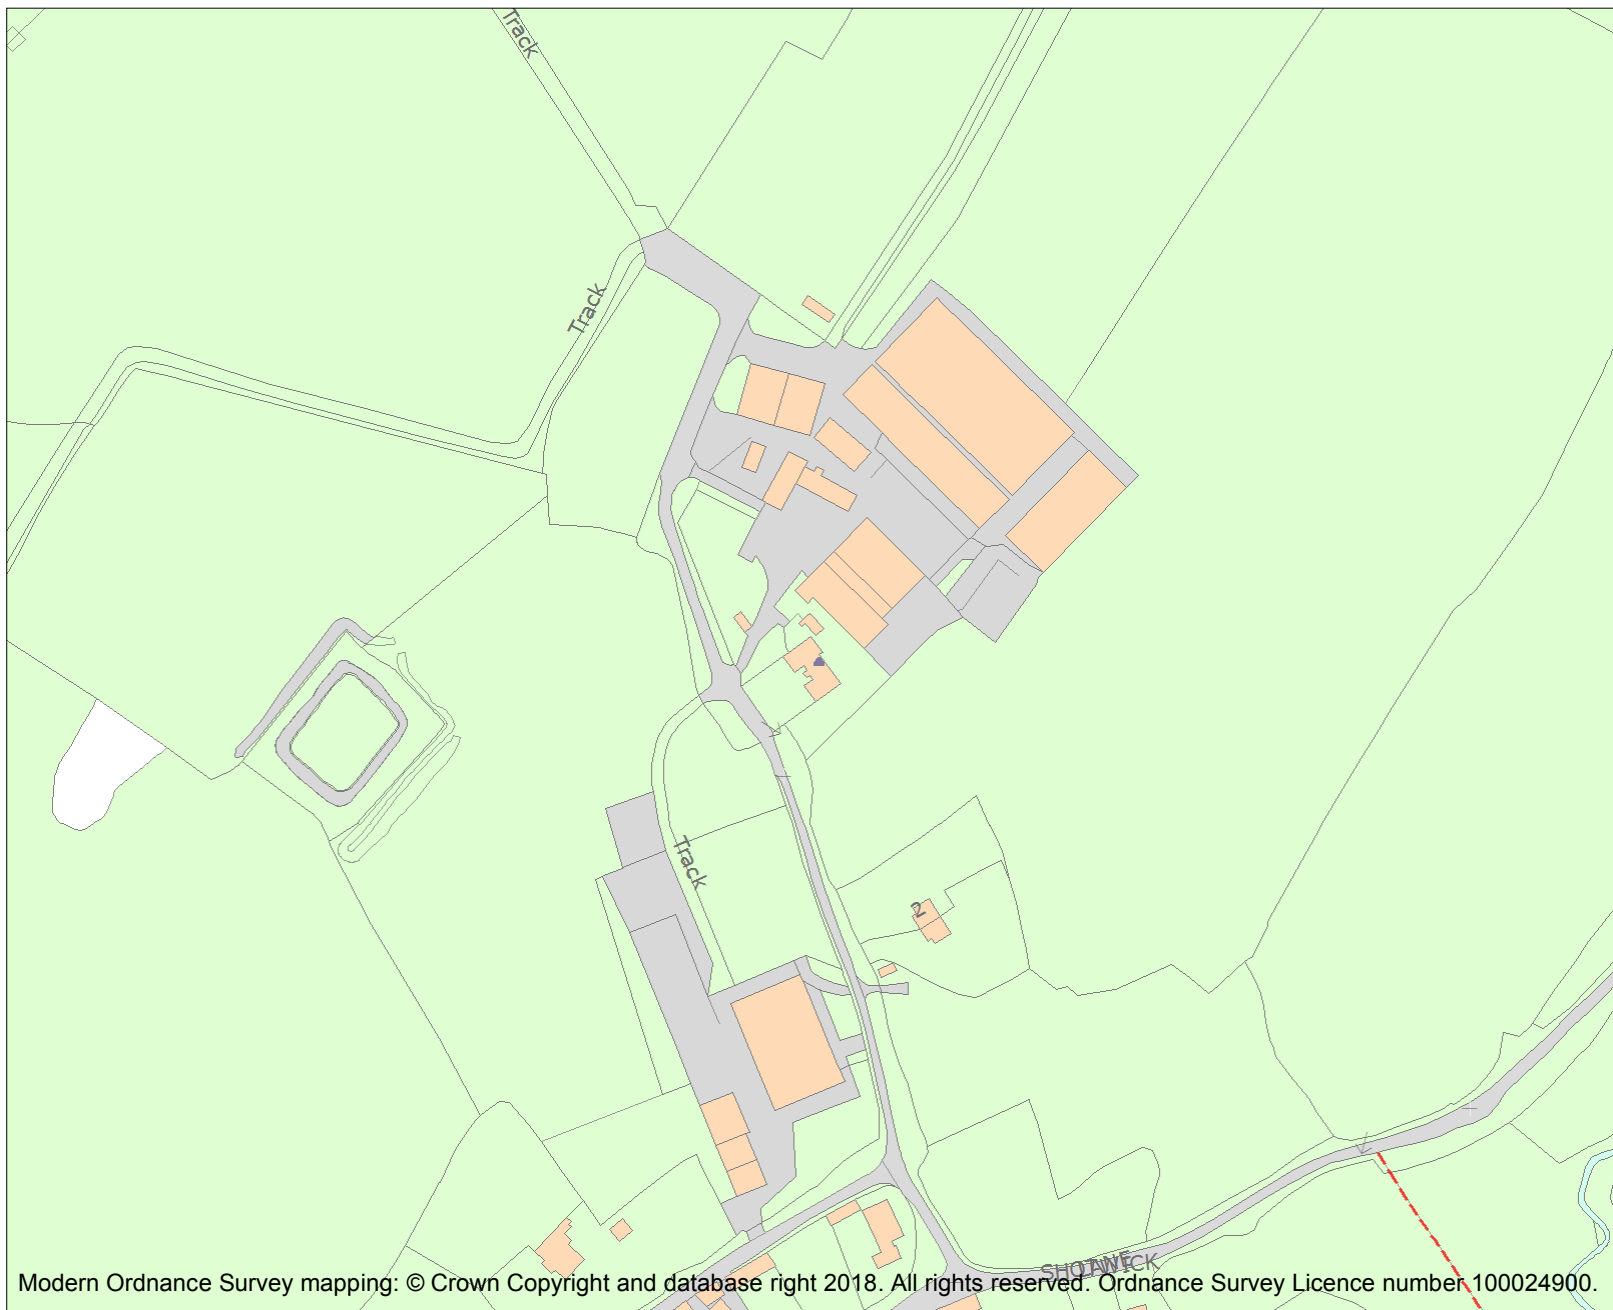 Track
Track
Track
2
SHOTWICK
LANE
Modern Ordnance Survey mapping: © Crown Copyright and database right 2018. All rights reserved. Ordnance Survey Licence number 100024900.